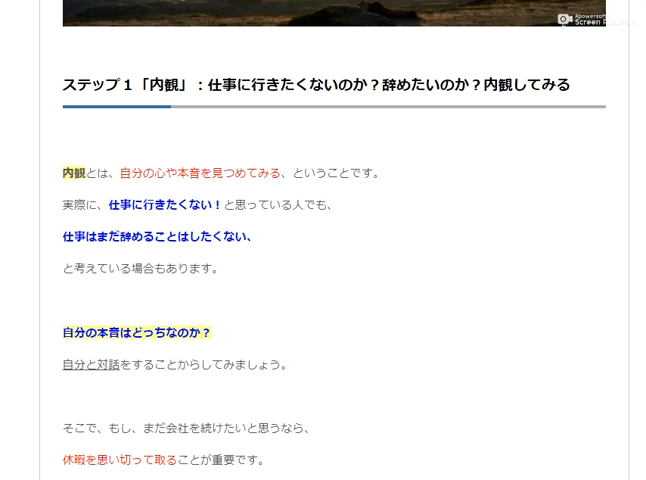 Apowersoft
Screen Recorder
ステップ１「内観」：仕事に行きたくないのか？辞めたいのか？内観してみる
内観とは、自分の心や本音を見つめてみる、ということです。
実際に、仕事に行きたくない！と思っている人でも、
仕事はまだ辞めることはしたくない、
と考えている場合もあります。
自分の本音はどっちなのか？
自分と対話をすることからしてみましょう。
そこで、もし、まだ会社を続けたいと思うなら、
休暇を思い切って取ることが重要です。